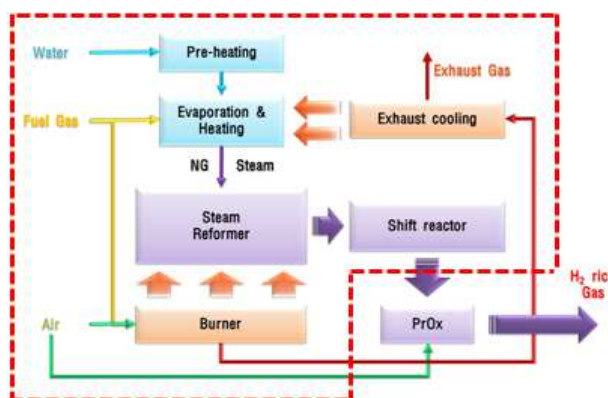 Water
Pre-heating
Exhaust Gas
Fuel Gas
Evaporation &
Heating
Exhaust cooling
NG Steam
Steam
Reformer
Shift reactor
H₂ ric
Gas
Air
Burner
PrOx